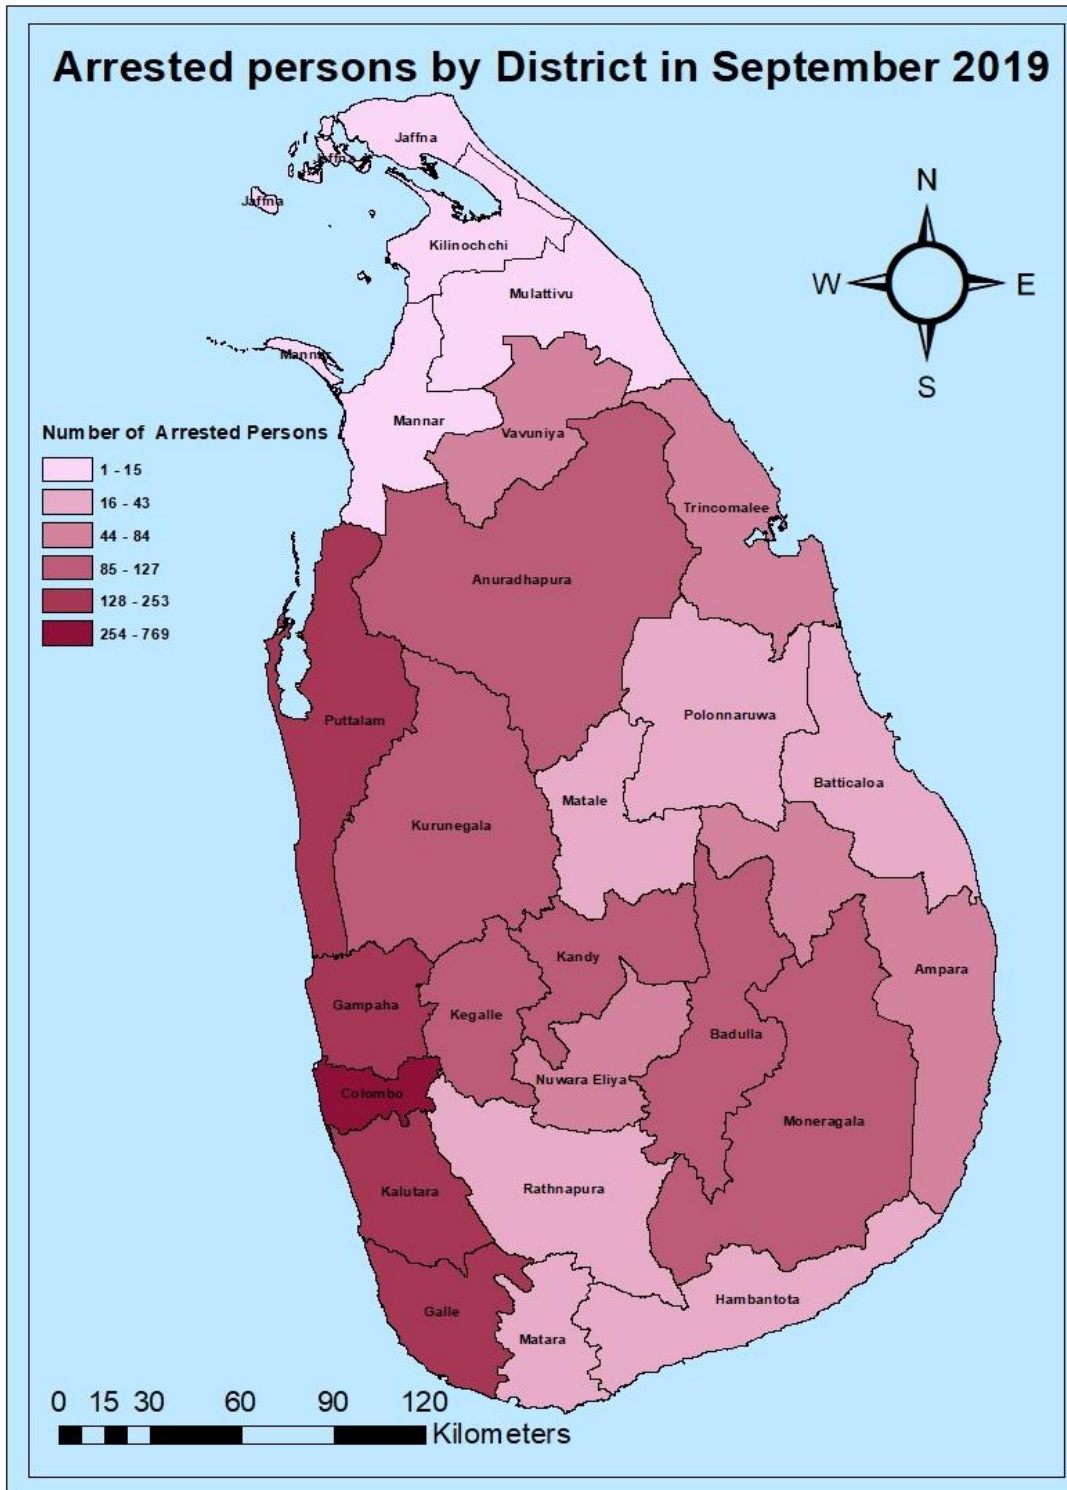 Arrested persons by District in September 2019
Jaffna
Jaffna
Jaffna
N
W
E
S
Kilinochchi
Mulattivu
Mannar
Mannar
Vavuniya
Number of Arrested Persons
1 - 15
16 - 43
44 - 84
85 - 127
128 - 253
254 - 769
Trincomalee
Anuradhapura
Puttalam
Polonnaruwa
Batticaloa
Matale
Kurunegala
Kandy
Ampara
Gampaha
Kegalle
Badulla
Nuwara Eliya
Colombo
Moneragala
Kalutara
Rathnapura
Hambantota
Galle
Matara
0 15 30 60 90 120
Kilometers